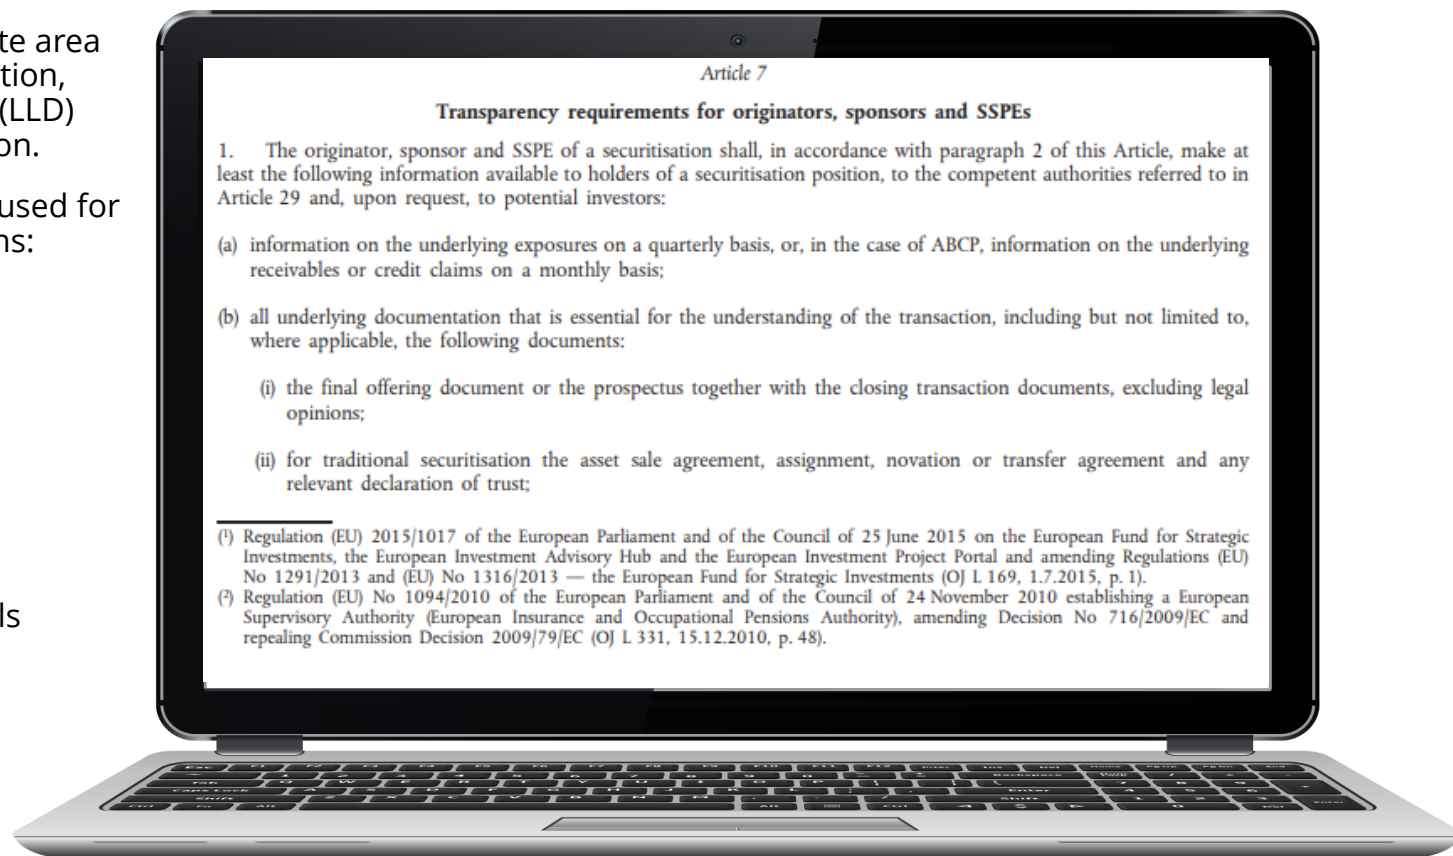 te area
tion,
(LLD)
on.
used for
ns:
ls
Article 7
Transparency requirements for originators, sponsors and SSPEs
1. The originator, sponsor and SSPE of a securitisation shall, in accordance with paragraph 2 of this Article, make at
least the following information available to holders of a securitisation position, to the competent authorities referred to in
Article 29 and, upon request, to potential investors:
(a) information on the underlying exposures on a quarterly basis, or, in the case of ABCP, information on the underlying
receivables or credit claims on a monthly basis;
(b) all underlying documentation that is essential for the understanding of the transaction, including but not limited to,
where applicable, the following documents:
(i) the final offering document or the prospectus together with the closing transaction documents, excluding legal
opinions;
(ii) for traditional securitisation the asset sale agreement, assignment, novation or transfer agreement and any
relevant declaration of trust;
(¹) Regulation (EU) 2015/1017 of the European Parliament and of the Council of 25 June 2015 on the European Fund for Strategic
Investments, the European Investment Advisory Hub and the European Investment Project Portal and amending Regulations (EU)
No 1291/2013 and (EU) No 1316/2013 — the European Fund for Strategic Investments (OJ L 169, 1.7.2015, p. 1).
(²) Regulation (EU) No 1094/2010 of the European Parliament and of the Council of 24 November 2010 establishing a European
Supervisory Authority (European Insurance and Occupational Pensions Authority), amending Decision No 716/2009/EC and
repealing Commission Decision 2009/79/EC (OJ L 331, 15.12.2010, p. 48).